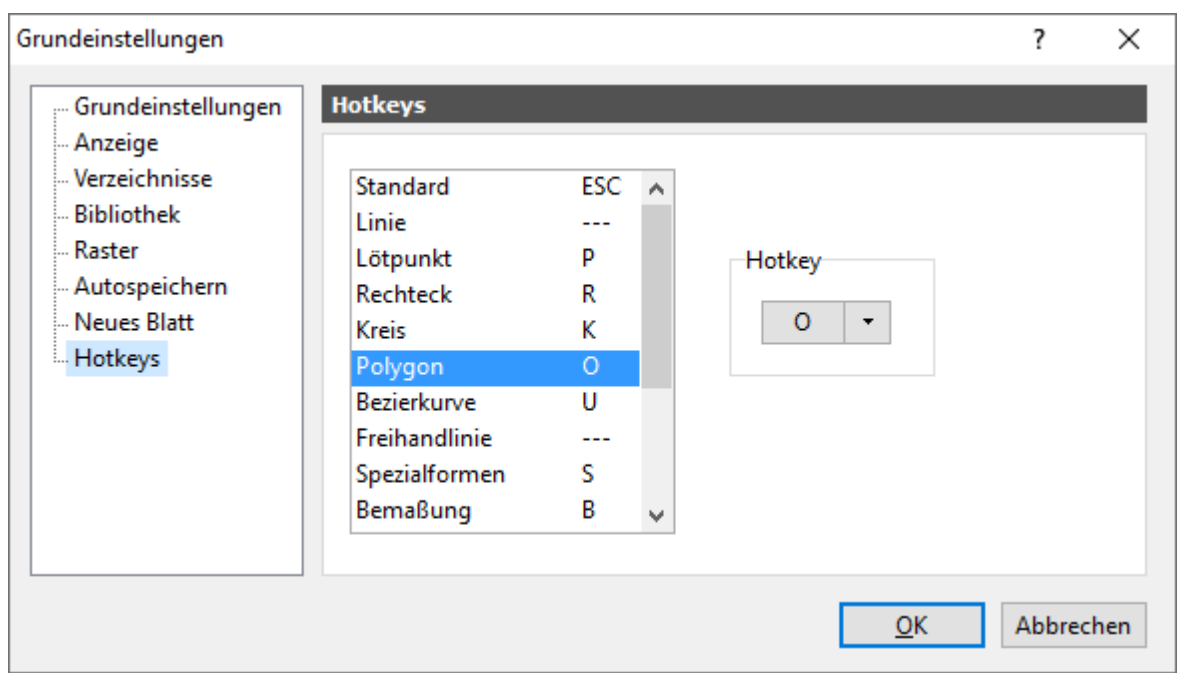 Grundeinstellungen ?
Grundeinstellungen
Anzeige
Verzeichnisse
Bibliothek
Raster
Autospeichern
Neues Blatt
Hotkeys
Hotkeys
Standard ESC
Linie ---
Lötpunkt P
Rechteck R
Kreis K
Polygon O
Bezierkurve U
Freihandlinie ---
Spezialformen S
Bemaßung B
Hotkey
O
OK Abbrechen